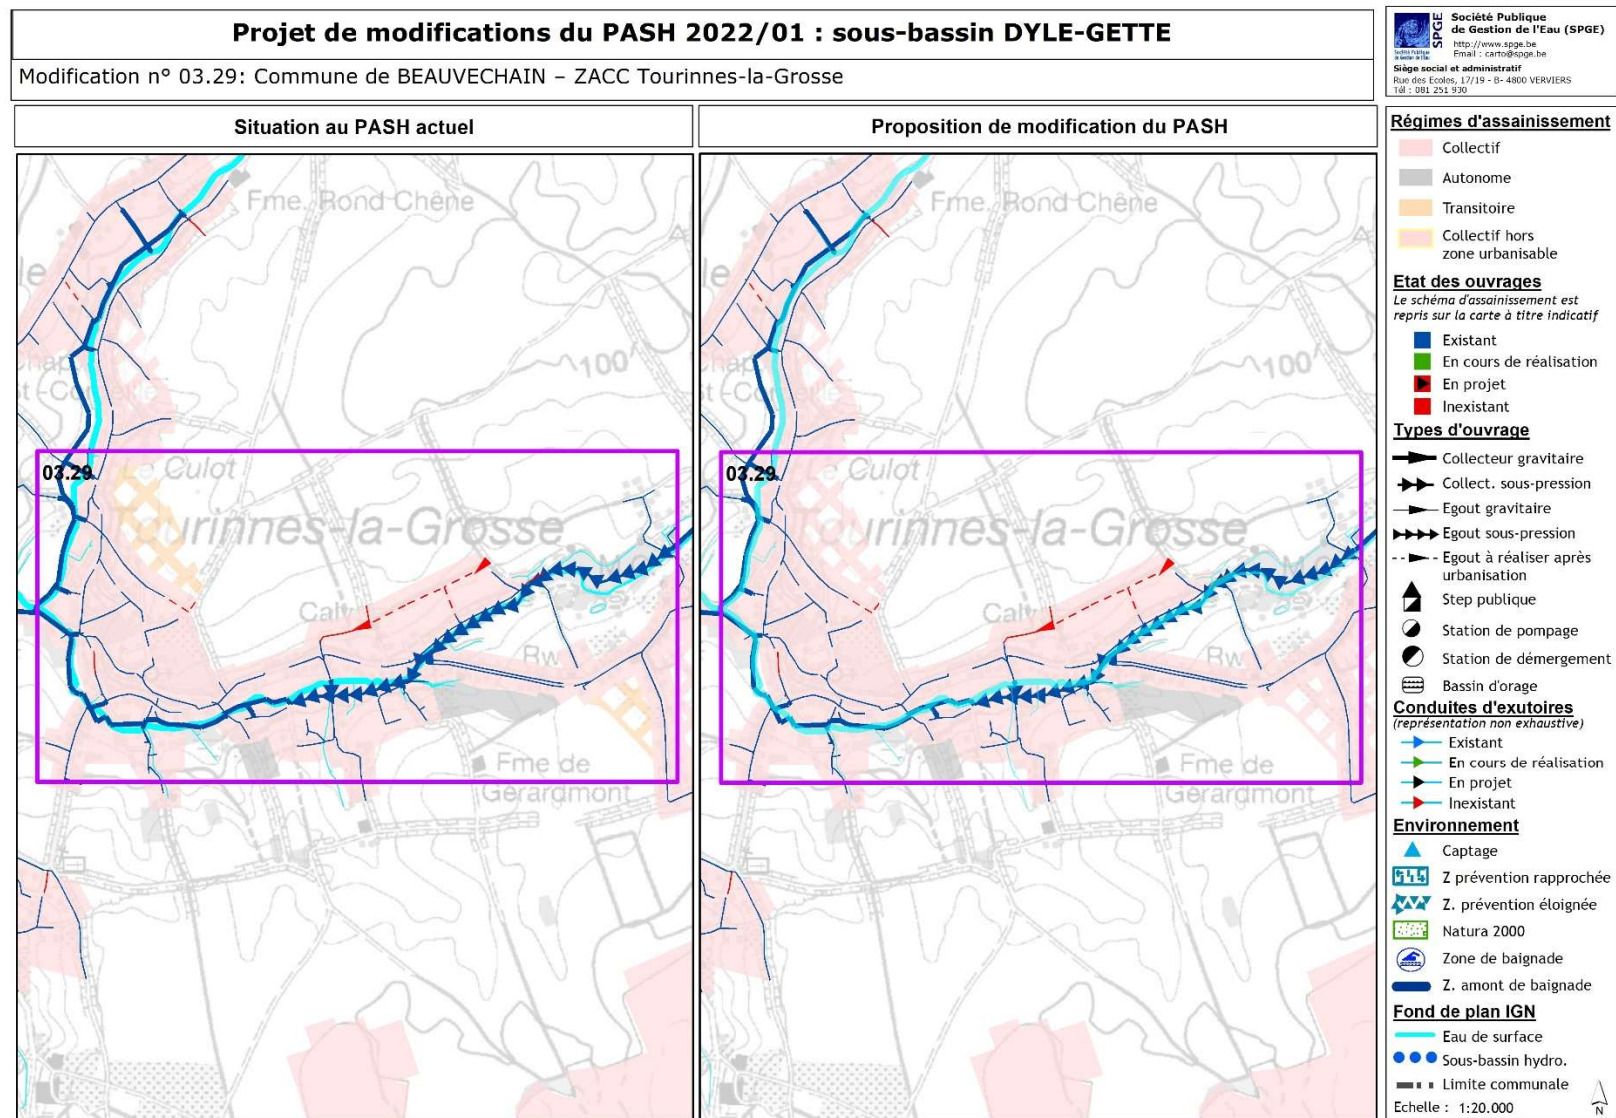 Projet de modifications du PASH 2022/01 : sous-bassin DYLE-GETTE
Modification n° 03.29: Commune de BEAUVECHAIN – ZACC Tourinnes-la-Grosse
SPGE
Société Publique
de Gestion de l'Eau (SPGE)
http://www.spge.be
Email : carto@spge.be
Siège social et administratif
Rue des Ecoles, 17/19 - B- 4800 VERVIERS
Tél : 081 251 930
Situation au PASH actuel
Fme. Rond Chêne
100
03.29
Culot
Tourinnes-la-Grosse
Rw
Fme de
Gérardmont
Proposition de modification du PASH
Fme. Rond Chêne
100
03.29
Culot
urinnes-la-Grosse
Rw
Fme de
Gérardmont
Régimes d'assainissement
Collectif
Autonome
Transitoire
Collectif hors
zone urbanisable
Etat des ouvrages
Le schéma d'assainissement est
repris sur la carte à titre indicatif
Existant
En cours de réalisation
En projet
Inexistant
Types d'ouvrage
Collecteur gravitaire
Collect. sous-pression
Egout gravitaire
Egout sous-pression
Egout à réaliser après
urbanisation
Step publique
Station de pompage
Station de démergement
Bassin d'orage
Conduites d'exutoires
(représentation non exhaustive)
Existant
En cours de réalisation
En projet
Inexistant
Environnement
Captage
Z prévention rapprochée
Z. prévention éloignée
Natura 2000
Zone de baignade
Z. amont de baignade
Fond de plan IGN
Eau de surface
Sous-bassin hydro.
Limite communale
Echelle : 1:20.000
N